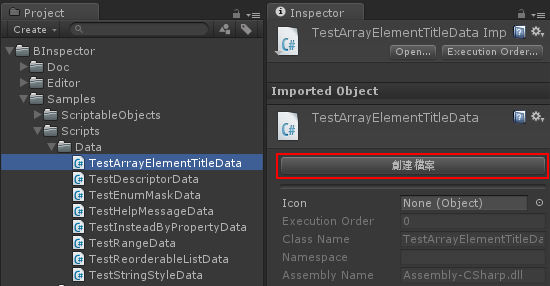 Project
Create
BInspector
Doc
Editor
Samples
ScriptableObjects
Scripts
Data
TestArrayElementTitleData
TestDescriptorData
TestEnumMaskData
TestHelpMessageData
TestInsteadByPropertyData
TestRangeData
TestReorderableListData
TestStringStyleData
Inspector
TestArrayElementTitleData Imp
Open... Execution Order...
Imported Object
TestArrayElementTitleData
創建檔案
Icon None (Object)
Execution Order 0
Class Name TestArrayElementTitleDa
Namespace
Assembly Name Assembly-CSharp.dll